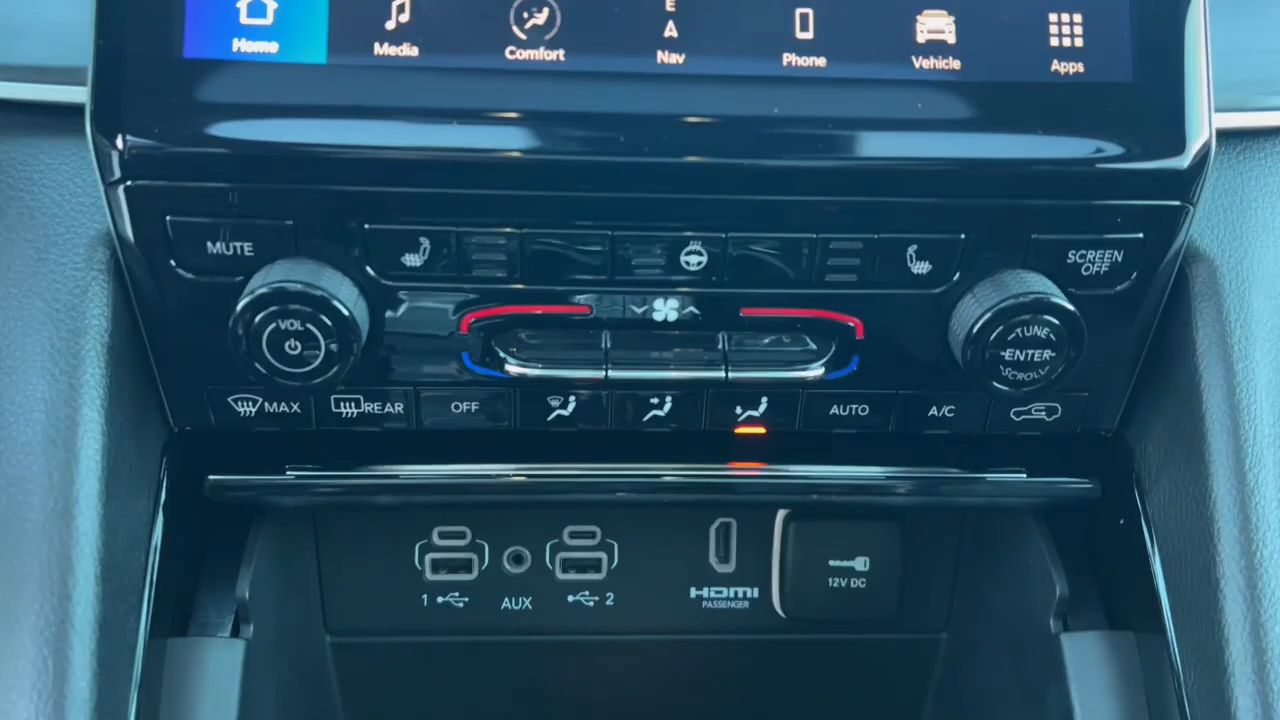 Home
Media
Comfort
E
A
Nav
Phone
Vehicle
Apps
MUTE
SCREEN
OFF
VOL
TUNE
ENTER
SCROLL
MAX
REAR
OFF
AUTO
A/C
1
AUX
2
HDMI
PASSENGER
12V DC